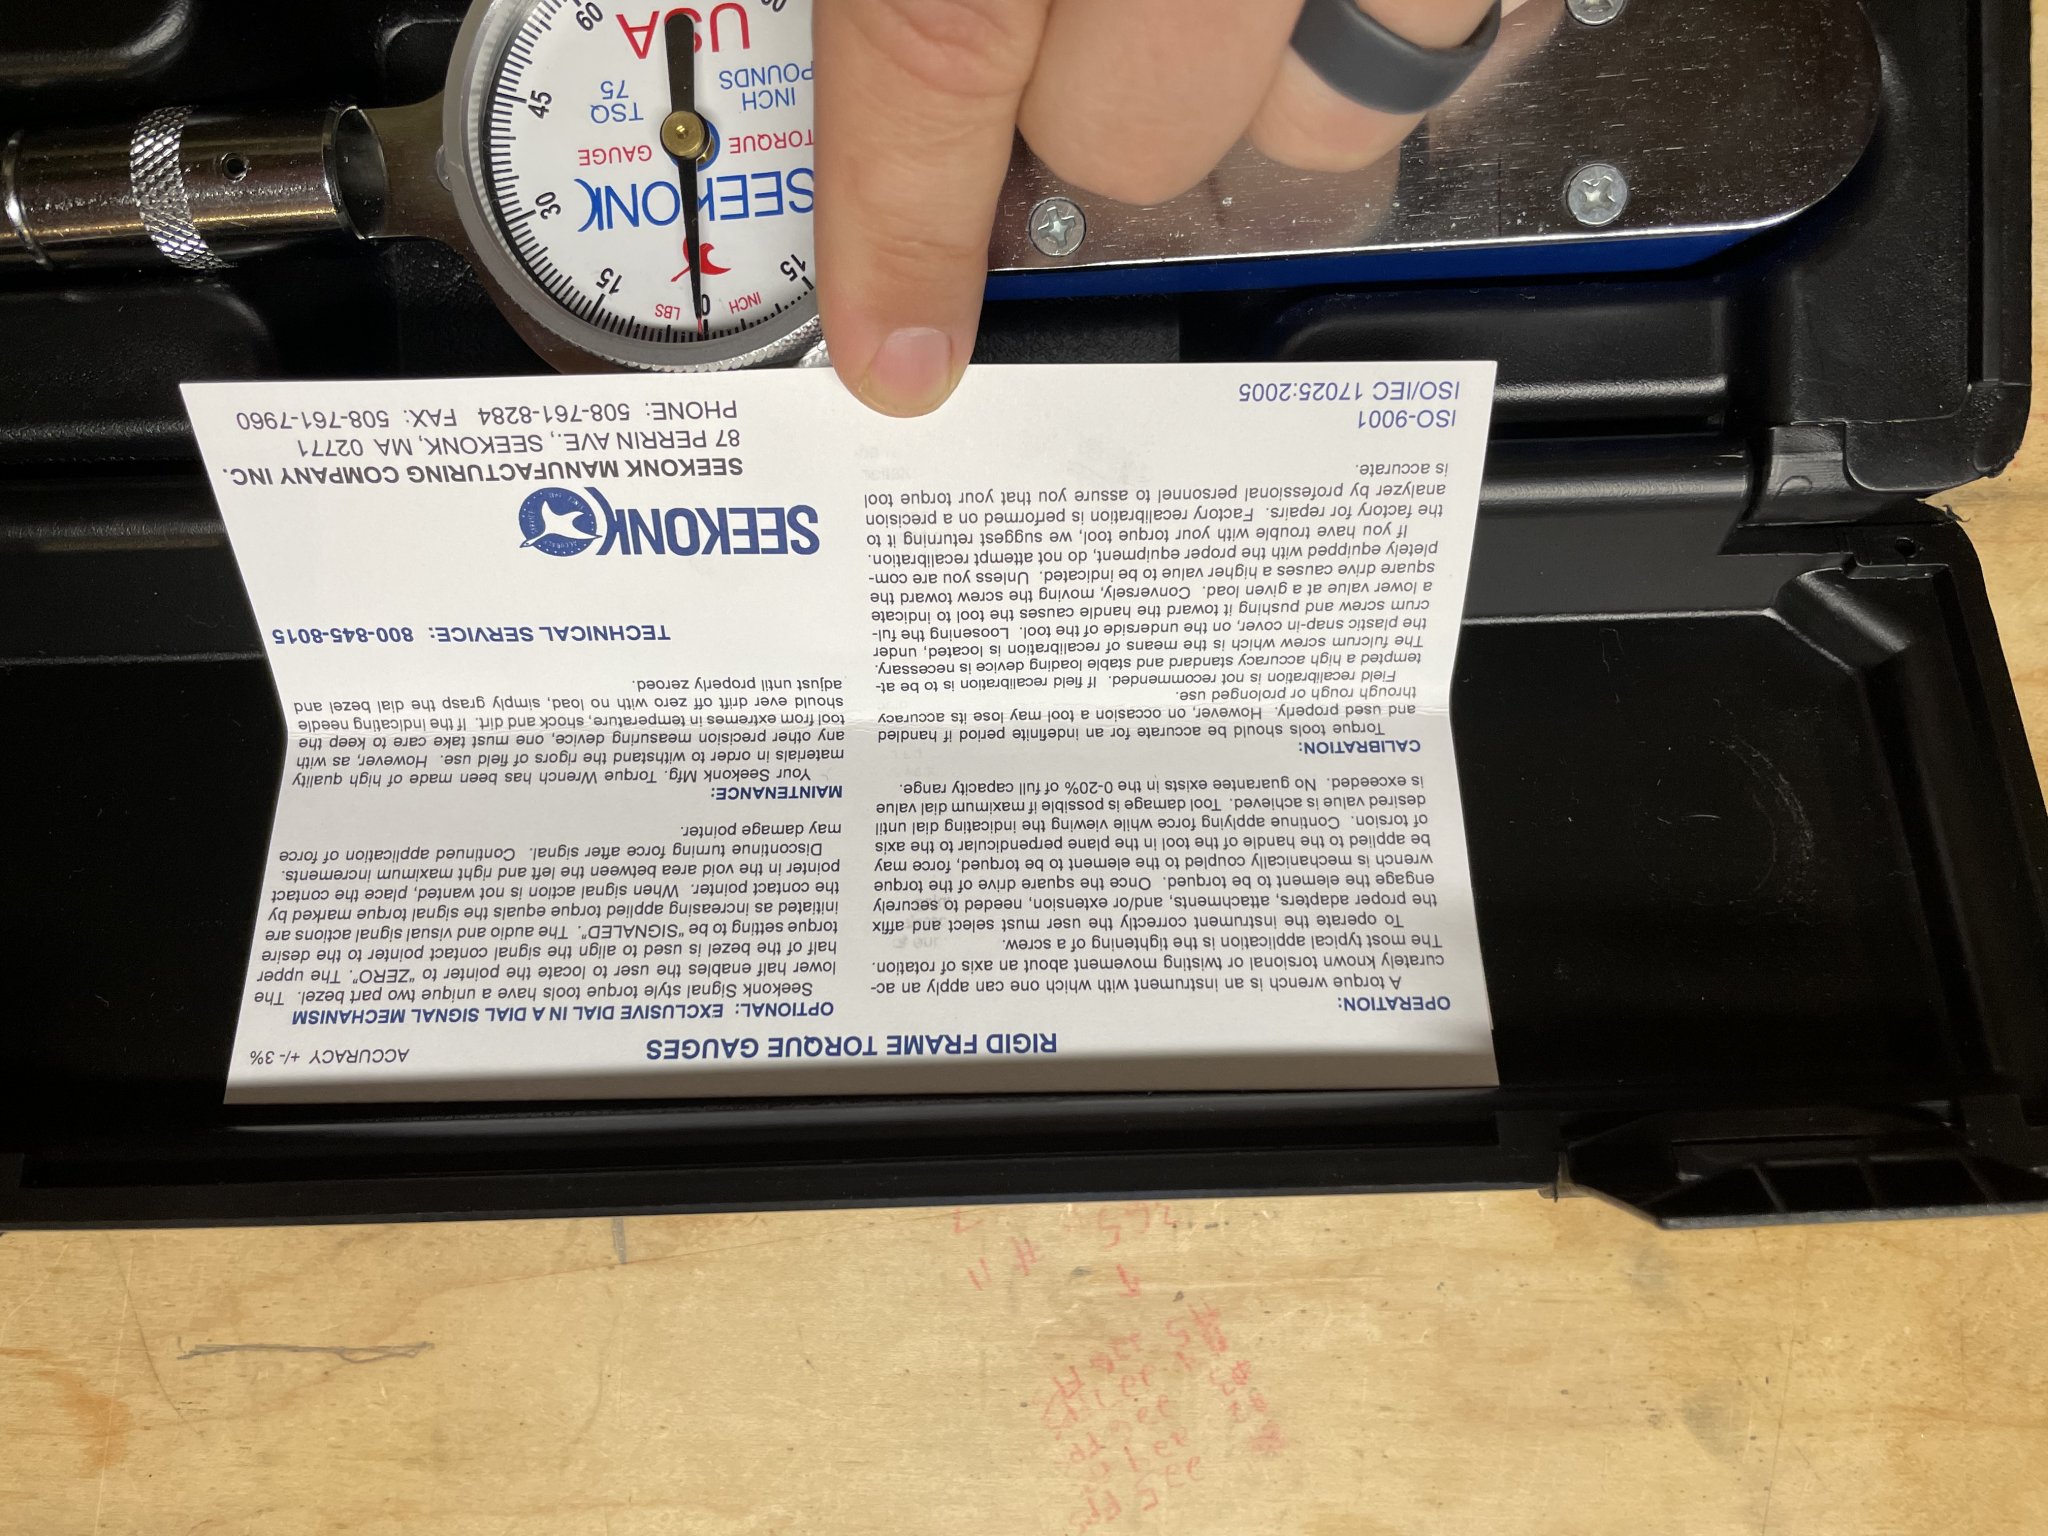 RIGID FRAME TORQUE GAUGES
ACCURACY +/- 3%
OPERATION:
A torque wrench is an instrument with which one can apply an ac-
curately known torsional or twisting movement about an axis of rotation.
The most typical application is the tightening of a screw.
To operate the instrument correctly the user must select and affix
the proper adapters, attachments, and/or extension, needed to securely
engage the element to be torqued. Once the square drive of the torque
wrench is mechanically coupled to the element to be torqued, force may
be applied to the handle of the tool in the plane perpendicular to the axis
of torsion. Continue applying force while viewing the indicating dial until
desired value is achieved. Tool damage is possible if maximum dial value
is exceeded. No guarantee exists in the 0-20% of full capacity range.
CALIBRATION:
Torque tools should be accurate for an indefinite period if handled
and used properly. However, on occasion a tool may lose its accuracy
through rough or prolonged use.
Field recalibration is not recommended. If field recalibration is to be at-
tempted a high accuracy standard and stable loading device is necessary.
The fulcrum screw which is the means of recalibration is located, under
the plastic snap-in cover, on the underside of the tool. Loosening the ful-
crum screw and pushing it toward the handle causes the tool to indicate
a lower value at a given load. Conversely, moving the screw toward the
square drive causes a higher value to be indicated. Unless you are com-
pletely equipped with the proper equipment, do not attempt recalibration.
If you have trouble with your torque tool, we suggest returning it to
the factory for repairs. Factory recalibration is performed on a precision
analyzer by professional personnel to assure you that your torque tool
is accurate.
ISO-9001
ISO/IEC 17025:2005
OPTIONAL: EXCLUSIVE DIAL IN A DIAL SIGNAL MECHANISM
Seekonk Signal style torque tools have a unique two part bezel. The
lower half enables the user to locate the pointer to "ZERO". The upper
half of the bezel is used to align the signal contact pointer to the desire
torque setting to be "SIGNALED". The audio and visual signal actions are
initiated as increasing applied torque equals the signal torque marked by
the contact pointer. When signal action is not wanted, place the contact
pointer in the void area between the left and right maximum increments.
Discontinue turning force after signal. Continued application of force
may damage pointer.
MAINTENANCE:
Your Seekonk Mfg. Torque Wrench has been made of high quality
materials in order to withstand the rigors of field use. However, as with
any other precision measuring device, one must take care to keep the
tool from extremes in temperature, shock and dirt. If the indicating needle
should ever drift off zero with no load, simply grasp the dial bezel and
adjust until properly zeroed.
TECHNICAL SERVICE: 800-845-8015
SEEKONK
SEEKONK MANUFACTURING COMPANY INC.
87 PERRIN AVE., SEEKONK, MA 02771
PHONE: 508-761-8284 FAX: 508-761-7960
INCH 0 LBS
15 15
30
45
60
SEEKONK
TORQUE GAUGE
INCH POUNDS
TSQ 75
USA